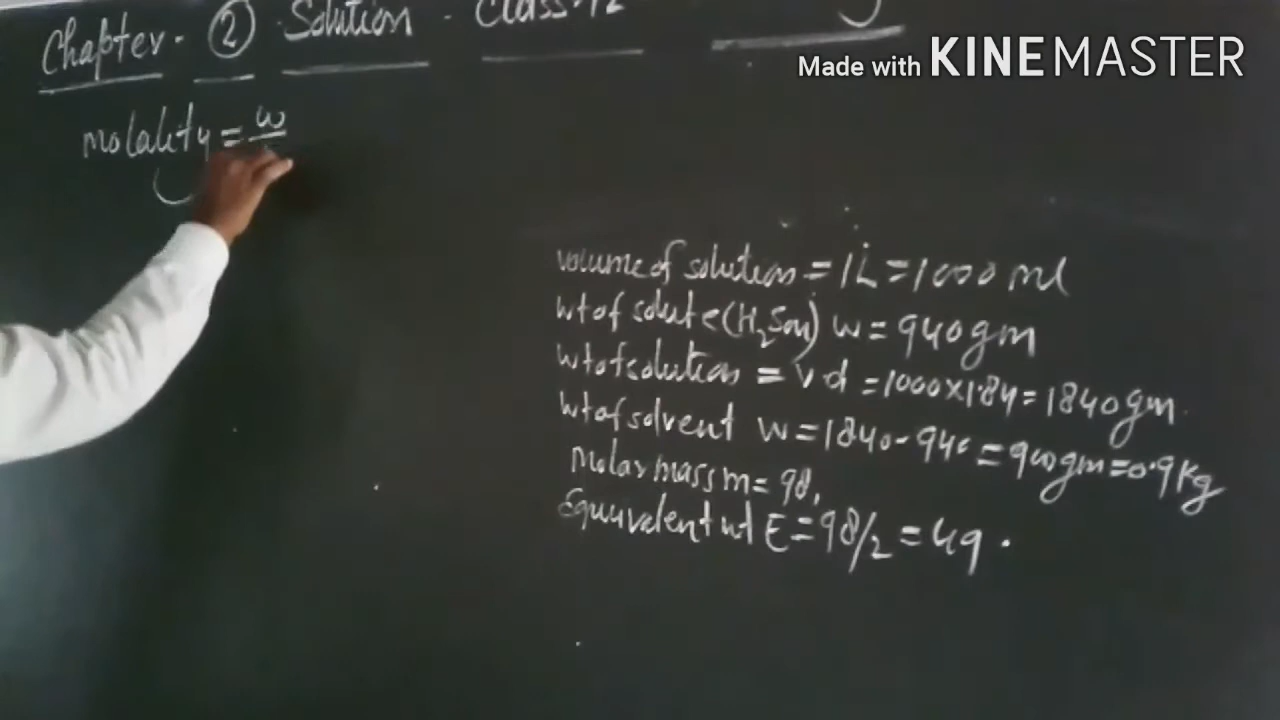 Chapter - ② Solution - Class-12
Made with KINEMASTER
molality = w
volume of solution = 1L = 1000 ml
wt of solute (H2SO4) w = 940 gm
wt of solution = V.d = 1000×1.84 = 1840 gm.
wt of solvent W = 1840 - 940 = 900 gm = 0.9 Kg
molar mass m = 98,
Equivalent wt E = 98/2 = 49.